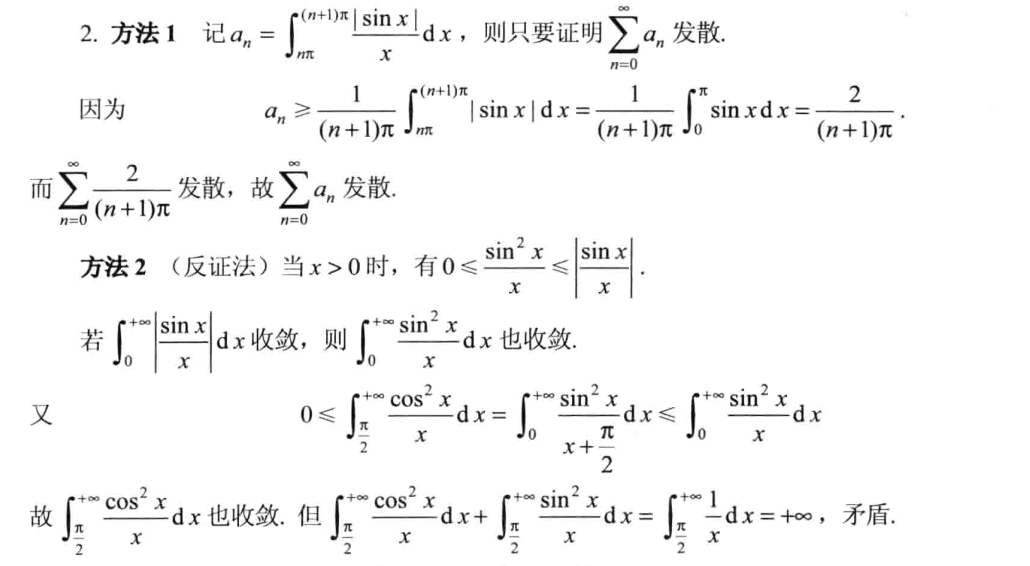 2. 方法1 记 $a_n = \int_{n\pi}^{(n+1)\pi} \frac{|\sin x|}{x} \mathrm{d}x$，则只要证明 $\sum_{n=0}^{\infty} a_n$ 发散.
因为 $a_n \geqslant \frac{1}{(n+1)\pi} \int_{n\pi}^{(n+1)\pi} |\sin x| \mathrm{d}x = \frac{1}{(n+1)\pi} \int_0^{\pi} \sin x \mathrm{d}x = \frac{2}{(n+1)\pi}$.
而 $\sum_{n=0}^{\infty} \frac{2}{(n+1)\pi}$ 发散，故 $\sum_{n=0}^{\infty} a_n$ 发散.
方法2 （反证法）当 $x > 0$ 时，有 $0 \leqslant \frac{\sin^2 x}{x} \leqslant \left| \frac{\sin x}{x} \right|$.
若 $\int_0^{+\infty} \left| \frac{\sin x}{x} \right| \mathrm{d}x$ 收敛，则 $\int_0^{+\infty} \frac{\sin^2 x}{x} \mathrm{d}x$ 也收敛.
又 $0 \leqslant \int_{\frac{\pi}{2}}^{+\infty} \frac{\cos^2 x}{x} \mathrm{d}x = \int_0^{+\infty} \frac{\sin^2 x}{x + \frac{\pi}{2}} \mathrm{d}x \leqslant \int_0^{+\infty} \frac{\sin^2 x}{x} \mathrm{d}x$
故 $\int_{\frac{\pi}{2}}^{+\infty} \frac{\cos^2 x}{x} \mathrm{d}x$ 也收敛. 但 $\int_{\frac{\pi}{2}}^{+\infty} \frac{\cos^2 x}{x} \mathrm{d}x + \int_{\frac{\pi}{2}}^{+\infty} \frac{\sin^2 x}{x} \mathrm{d}x = \int_{\frac{\pi}{2}}^{+\infty} \frac{1}{x} \mathrm{d}x = +\infty$，矛盾.